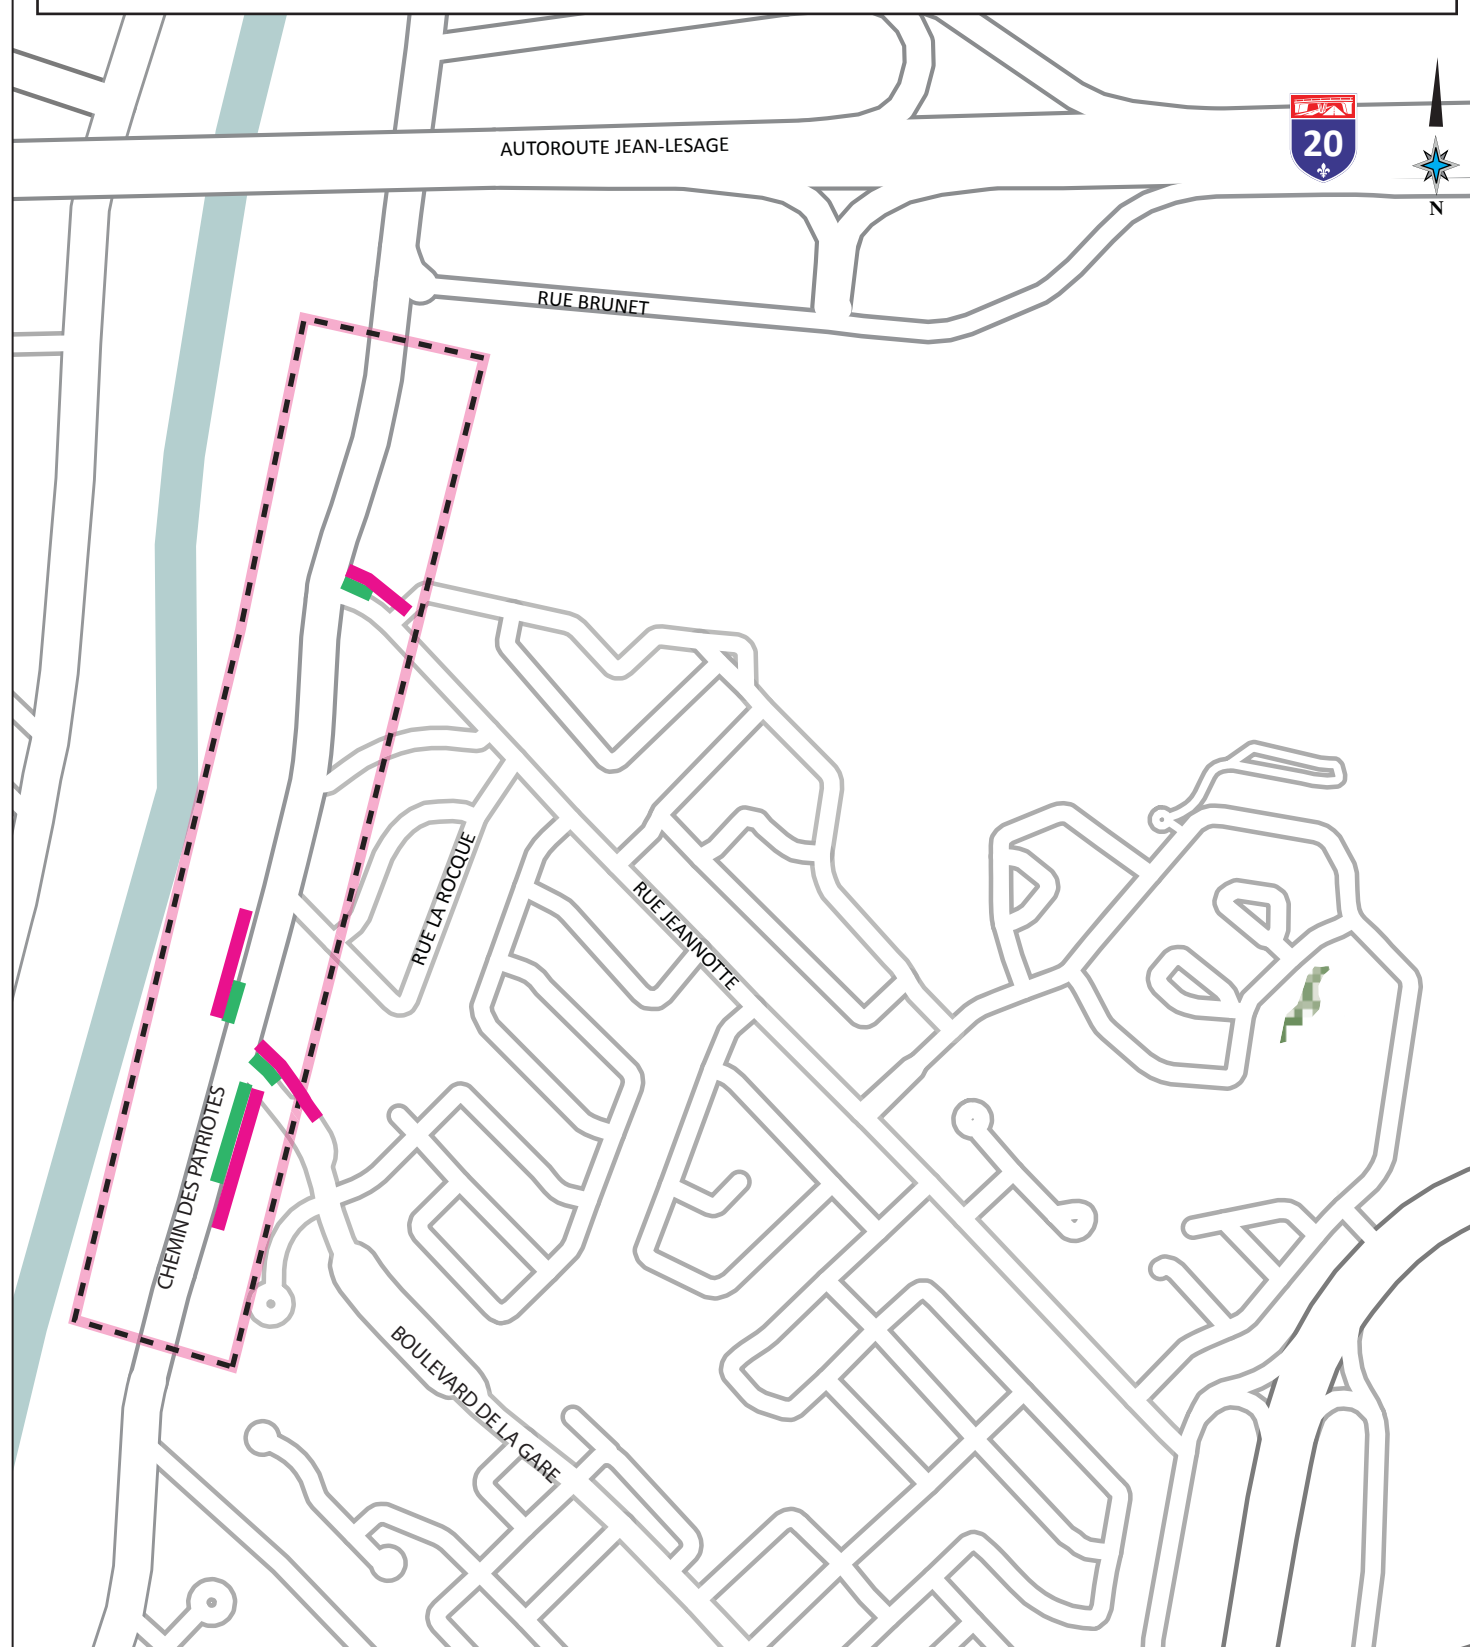 AUTOROUTE JEAN-LESAGE
20
N
RUE BRUNET
RUE LA ROCQUE
RUE JEANNOTTE
CHEMIN DES PATRIOTES
BOULEVARD DE LA GARE